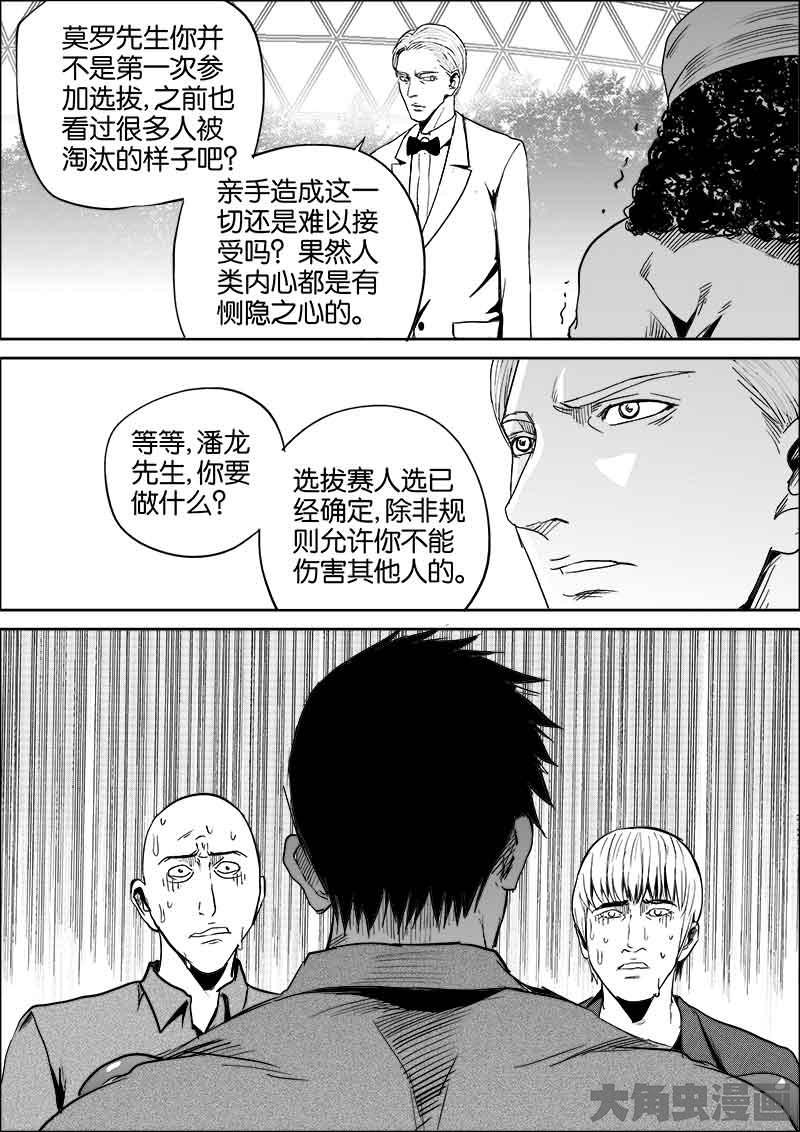 莫罗先生你并
不是第一次参
加选拔,之前也
看过很多人被
淘汰的样子吧?
亲手造成这一
切还是难以接
受吗?果然人
类内心都是有
恻隐之心的。
等等,潘龙
先生,你要
做什么?
选拔赛人选已
经确定,除非规
则允许你不能
伤害其他人的。
大角虫漫画